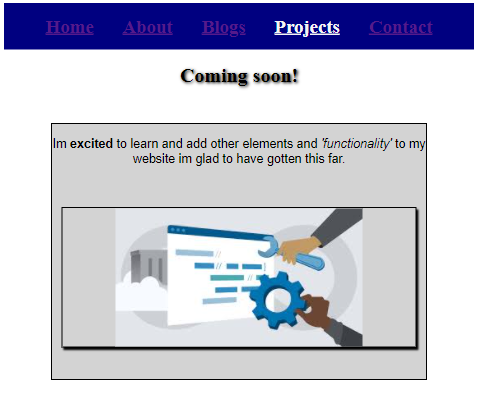 Home About Blogs Projects Contact
Coming soon!
Im excited to learn and add other elements and 'functionality' to my
website im glad to have gotten this far.